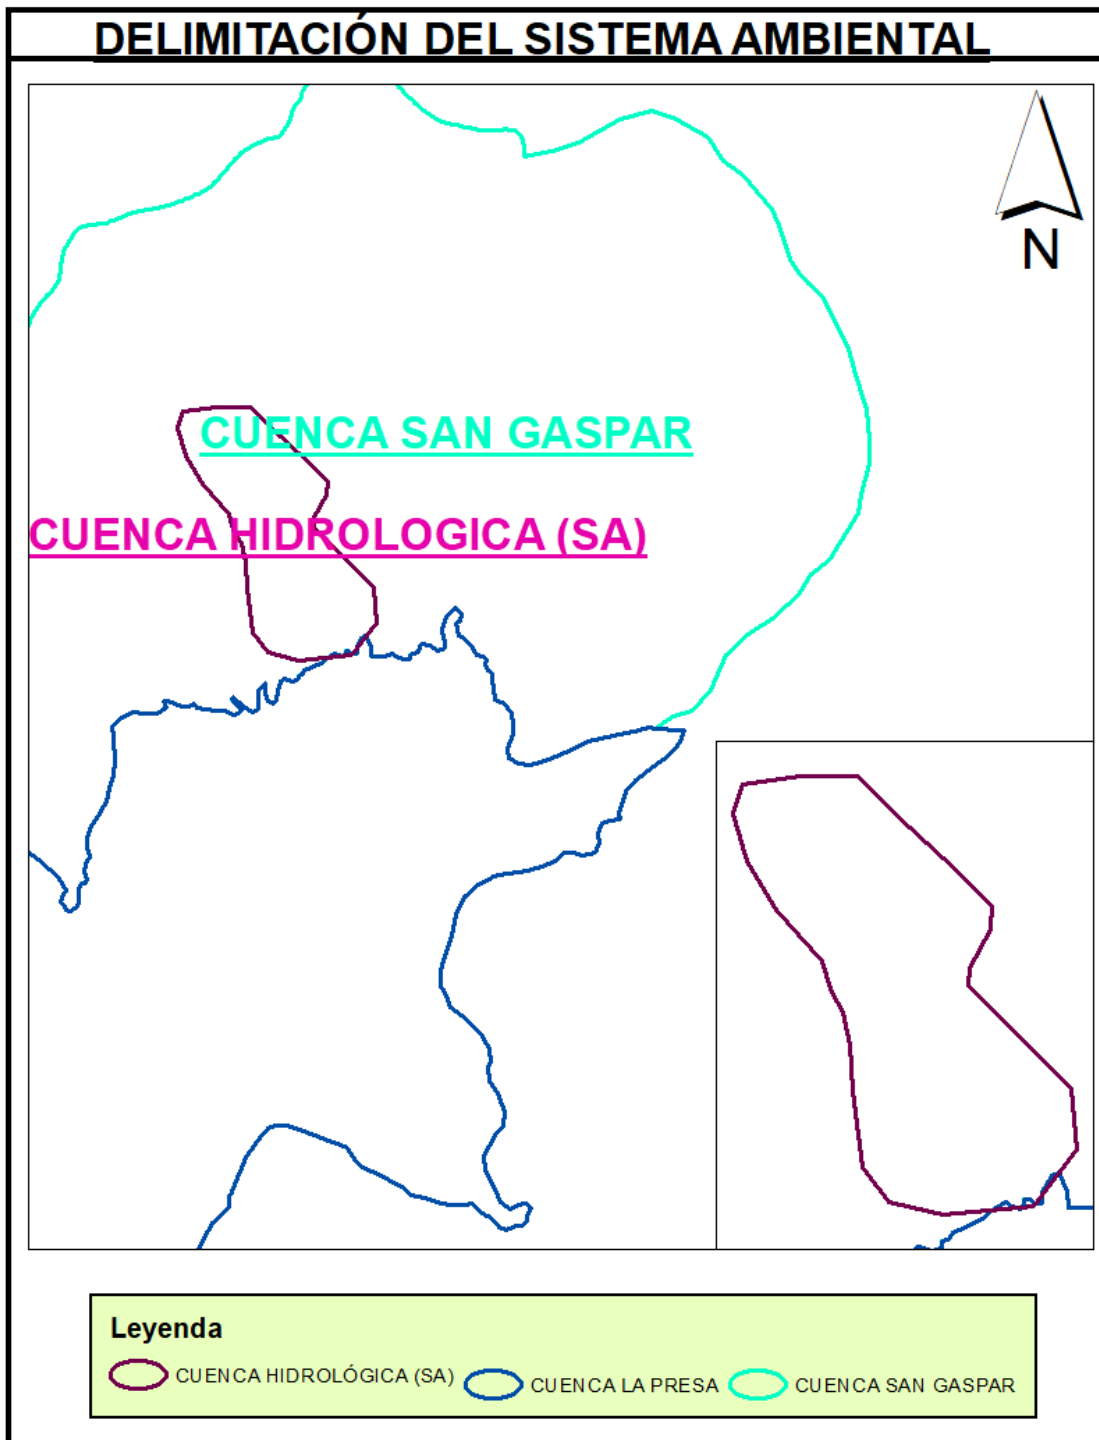 DELIMITACIÓN DEL SISTEMA AMBIENTAL
N
CUENCA SAN GASPAR
CUENCA HIDROLOGICA (SA)
Leyenda
CUENCA HIDROLÓGICA (SA) CUENCA LA PRESA CUENCA SAN GASPAR